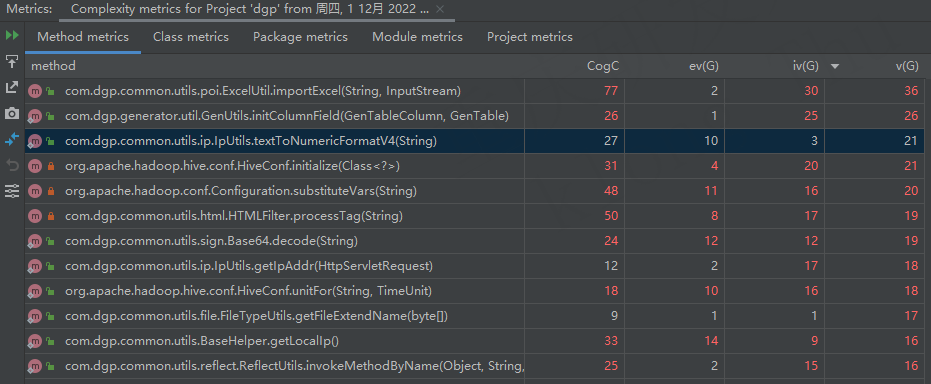 Metrics: Complexity metrics for Project 'dgp' from 周四, 1 12月 2022 ... ×
Method metrics Class metrics Package metrics Module metrics Project metrics
method CogC ev(G) iv(G) v(G)
com.dgp.common.utils.poi.ExcelUtil.importExcel(String, InputStream) 77 2 30 36
com.dgp.generator.util.GenUtils.initColumnField(GenTableColumn, GenTable) 26 1 25 26
com.dgp.common.utils.ip.IpUtils.textToNumericFormatV4(String) 27 10 3 21
org.apache.hadoop.hive.conf.HiveConf.initialize(Class<?>) 31 4 20 21
org.apache.hadoop.conf.Configuration.substituteVars(String) 48 11 16 20
com.dgp.common.utils.html.HTMLFilter.processTag(String) 50 8 17 19
com.dgp.common.utils.sign.Base64.decode(String) 24 12 12 19
com.dgp.common.utils.ip.IpUtils.getIpAddr(HttpServletRequest) 12 2 17 18
org.apache.hadoop.hive.conf.HiveConf.unitFor(String, TimeUnit) 18 10 16 18
com.dgp.common.utils.file.FileTypeUtils.getFileExtendName(byte[]) 9 1 1 17
com.dgp.common.utils.BaseHelper.getLocalIp() 33 14 9 16
com.dgp.common.utils.reflect.ReflectUtils.invokeMethodByName(Object, String, 25 2 15 16